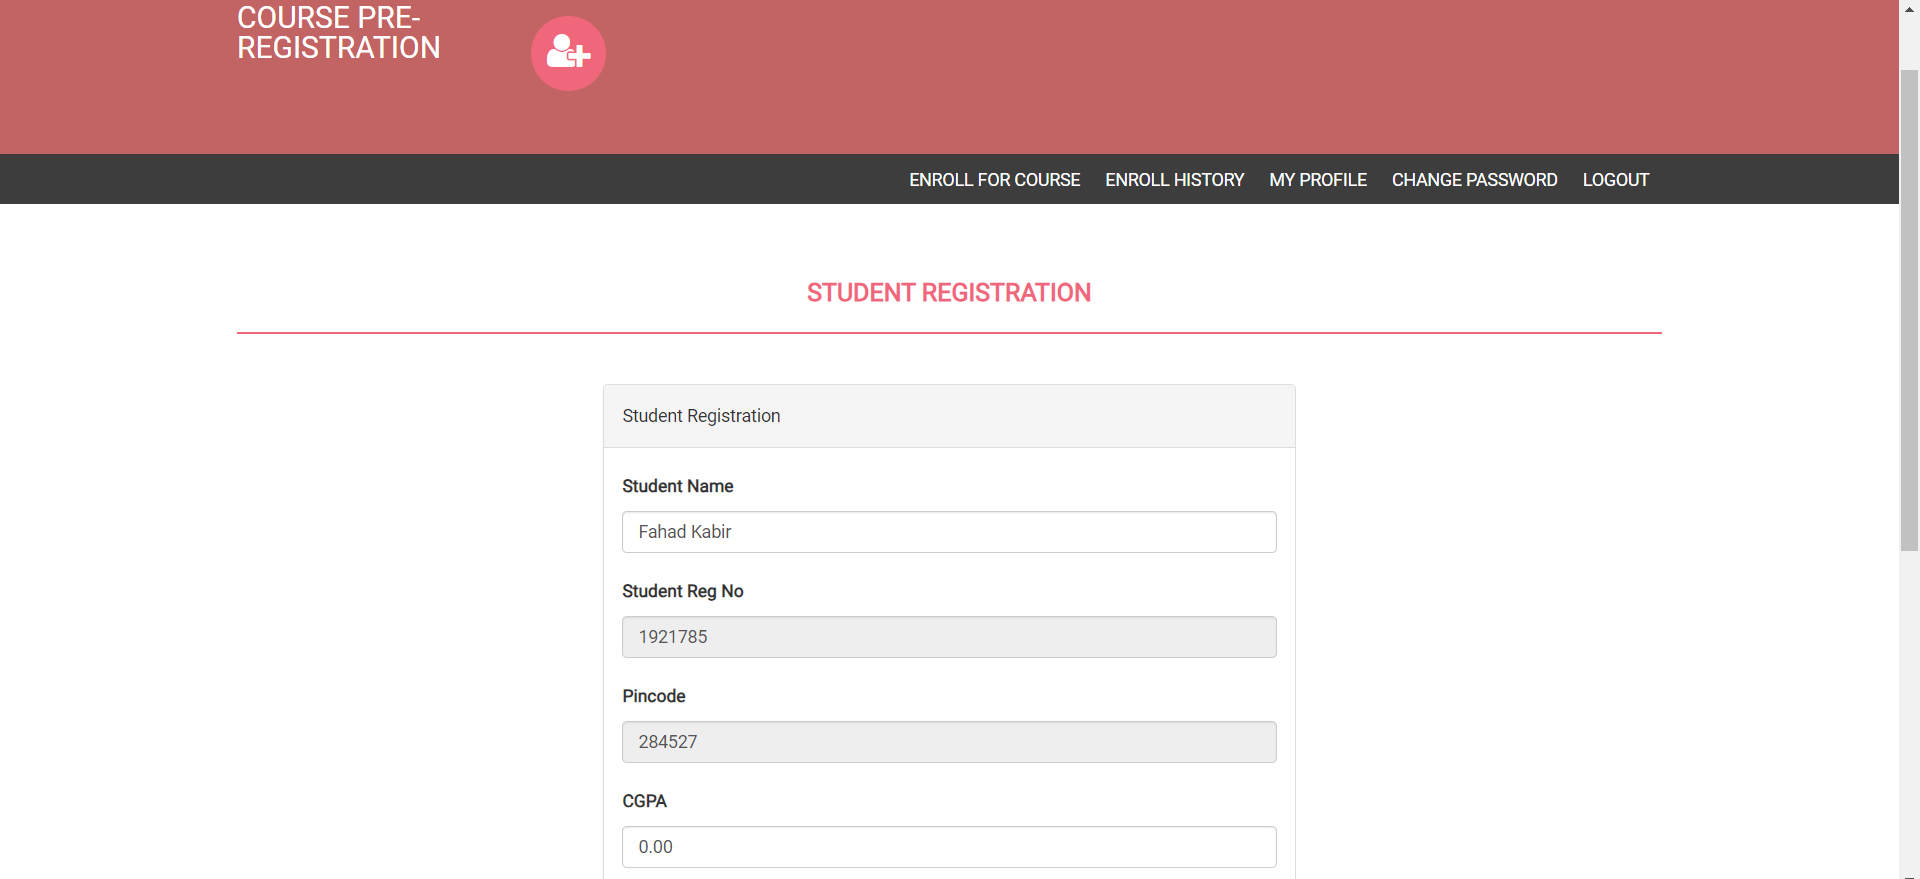 COURSE PRE-
REGISTRATION
ENROLL FOR COURSE ENROLL HISTORY MY PROFILE CHANGE PASSWORD LOGOUT
STUDENT REGISTRATION
Student Registration
Student Name
Fahad Kabir
Student Reg No
1921785
Pincode
284527
CGPA
0.00